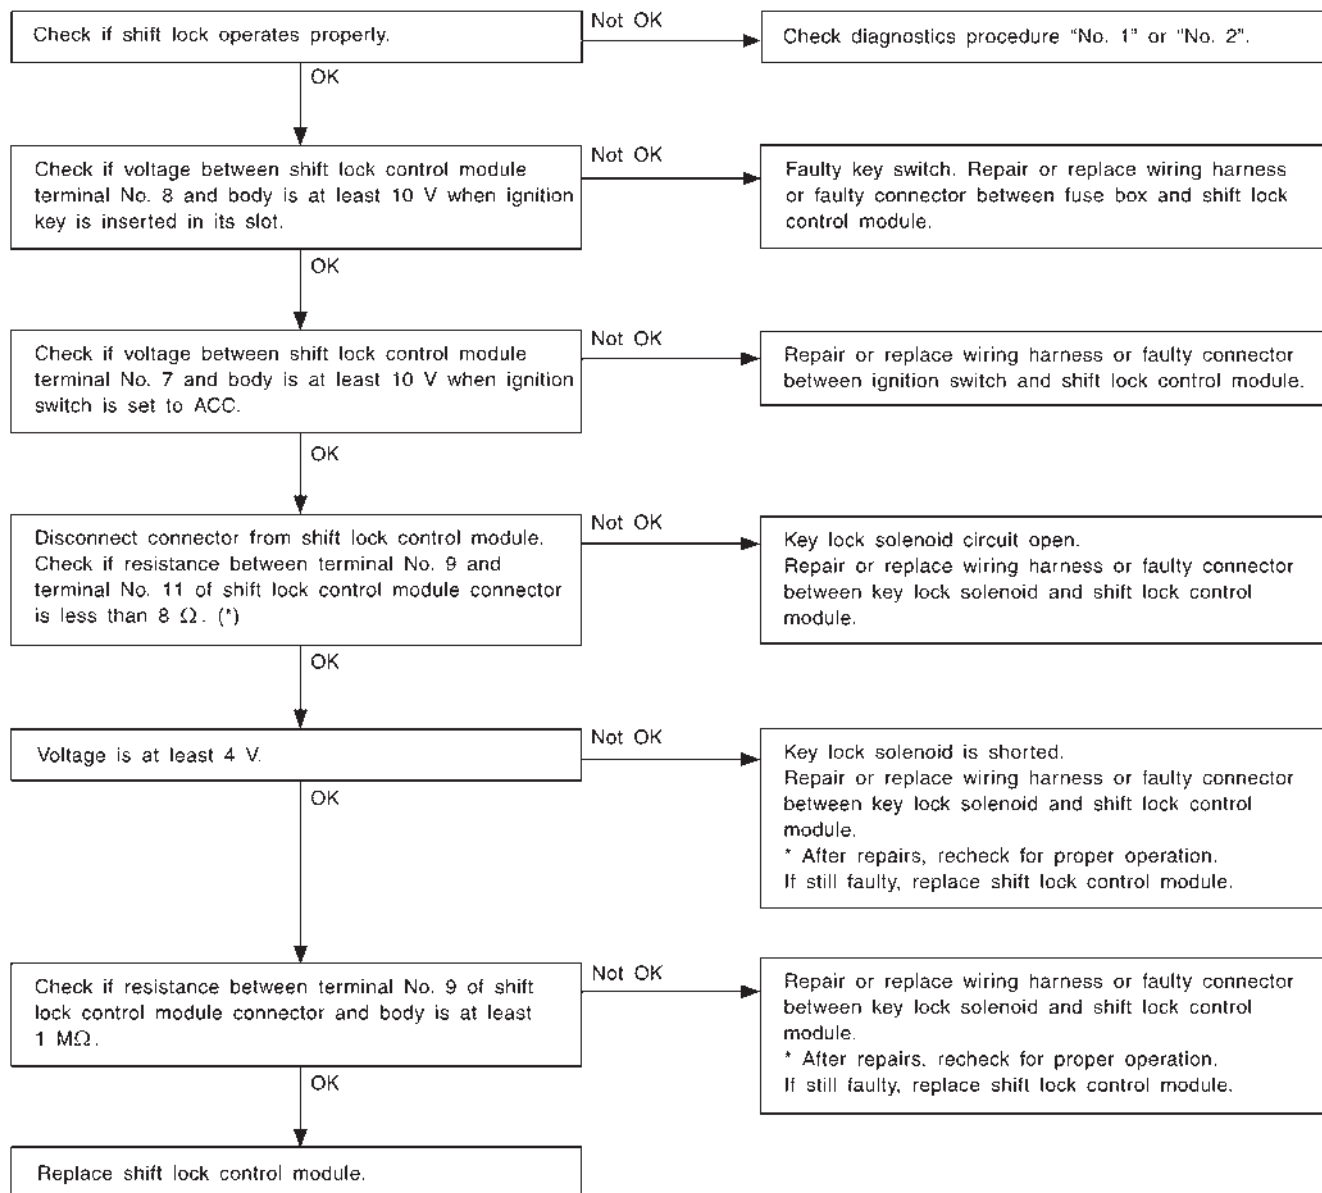 Check if shift lock operates properly.
Not OK
Check diagnostics procedure “No. 1” or “No. 2”.
OK
Check if voltage between shift lock control module
terminal No. 8 and body is at least 10 V when ignition
key is inserted in its slot.
Not OK
Faulty key switch. Repair or replace wiring harness
or faulty connector between fuse box and shift lock
control module.
OK
Check if voltage between shift lock control module
terminal No. 7 and body is at least 10 V when ignition
switch is set to ACC.
Not OK
Repair or replace wiring harness or faulty connector
between ignition switch and shift lock control module.
OK
Disconnect connector from shift lock control module.
Check if resistance between terminal No. 9 and
terminal No. 11 of shift lock control module connector
is less than 8 Ω. (*)
Not OK
Key lock solenoid circuit open.
Repair or replace wiring harness or faulty connector
between key lock solenoid and shift lock control
module.
OK
Voltage is at least 4 V.
Not OK
Key lock solenoid is shorted.
Repair or replace wiring harness or faulty connector
between key lock solenoid and shift lock control
module.
* After repairs, recheck for proper operation.
If still faulty, replace shift lock control module.
OK
Check if resistance between terminal No. 9 of shift
lock control module connector and body is at least
1 MΩ.
Not OK
Repair or replace wiring harness or faulty connector
between key lock solenoid and shift lock control
module.
* After repairs, recheck for proper operation.
If still faulty, replace shift lock control module.
OK
Replace shift lock control module.